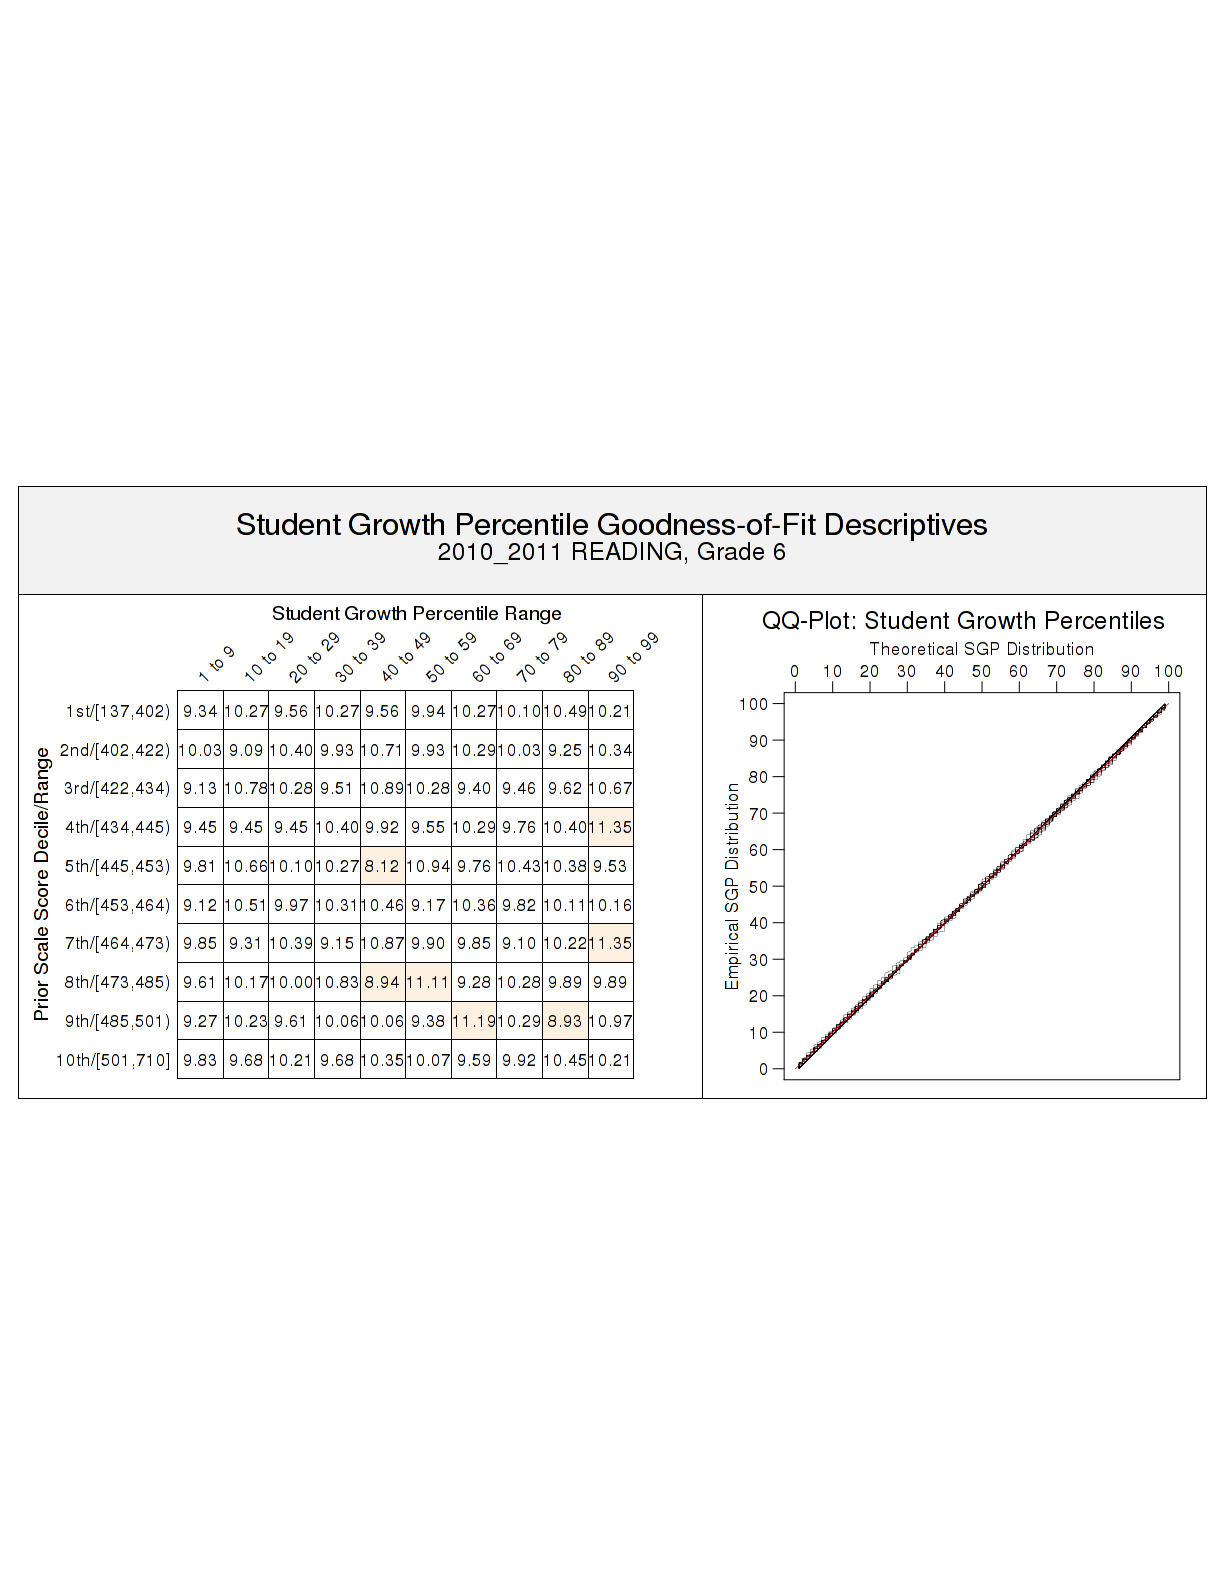 Student Growth Percentile Goodness-of-Fit Descriptives
2010_2011 READING, Grade 6
Student Growth Percentile Range
1 to 9 10 to 19 20 to 29 30 to 39 40 to 49 50 to 59 60 to 69 70 to 79 80 to 89 90 to 99
Prior Scale Score Decile/Range
1st/[137,402) 9.34 10.27 9.56 10.27 9.56 9.94 10.27 10.10 10.49 10.21
2nd/[402,422) 10.03 9.09 10.40 9.93 10.71 9.93 10.29 10.03 9.25 10.34
3rd/[422,434) 9.13 10.78 10.28 9.51 10.89 10.28 9.40 9.46 9.62 10.67
4th/[434,445) 9.45 9.45 9.45 10.40 9.92 9.55 10.29 9.76 10.40 11.35
5th/[445,453) 9.81 10.66 10.10 10.27 8.12 10.94 9.76 10.43 10.38 9.53
6th/[453,464) 9.12 10.51 9.97 10.31 10.46 9.17 10.36 9.82 10.11 10.16
7th/[464,473) 9.85 9.31 10.39 9.15 10.87 9.90 9.85 9.10 10.22 11.35
8th/[473,485) 9.61 10.17 10.00 10.83 8.94 11.11 9.28 10.28 9.89 9.89
9th/[485,501) 9.27 10.23 9.61 10.06 10.06 9.38 11.19 10.29 8.93 10.97
10th/[501,710] 9.83 9.68 10.21 9.68 10.35 10.07 9.59 9.92 10.45 10.21
QQ-Plot: Student Growth Percentiles
Theoretical SGP Distribution
0 10 20 30 40 50 60 70 80 90 100
Empirical SGP Distribution
100
90
80
70
60
50
40
30
20
10
0